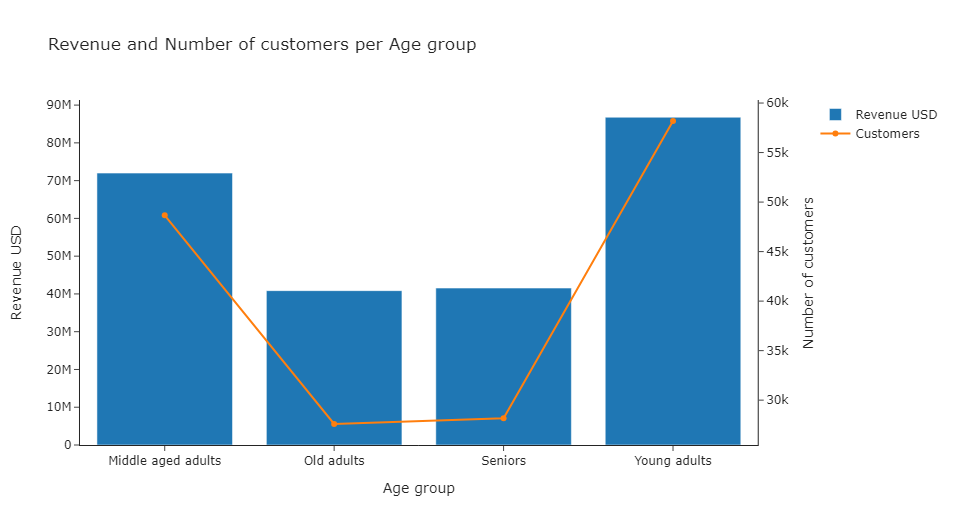 Revenue and Number of customers per Age group
90M
80M
70M
60M
50M
40M
30M
20M
10M
0
Revenue USD
Middle aged adults
Old adults
Seniors
Young adults
Age group
60k
55k
50k
45k
40k
35k
30k
Number of customers
Revenue USD
Customers